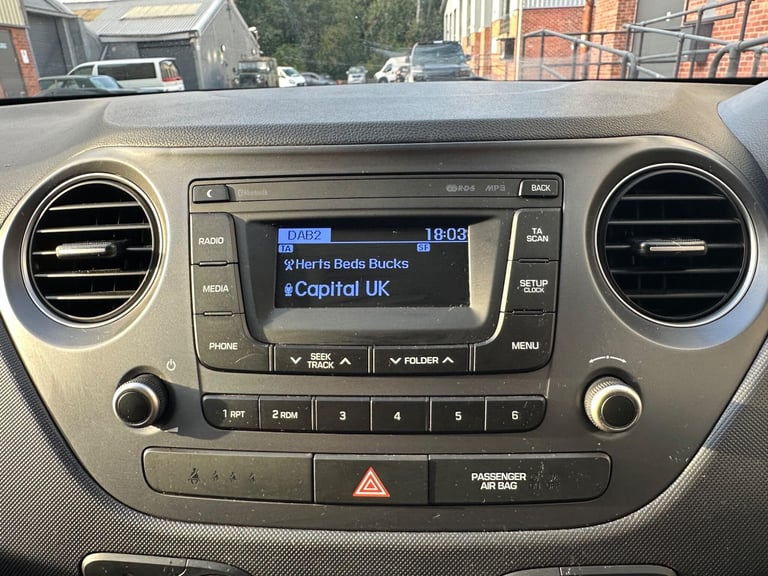 Bluetooth
RDS
MP3
BACK
RADIO
DAB2
18:03
TA
SCAN
TA
SF
Herts Beds Bucks
Capital UK
MEDIA
SETUP
CLOCK
PHONE
SEEK
TRACK
FOLDER
MENU
1 RPT
2 RDM
3
4
5
6
PASSENGER
AIR BAG